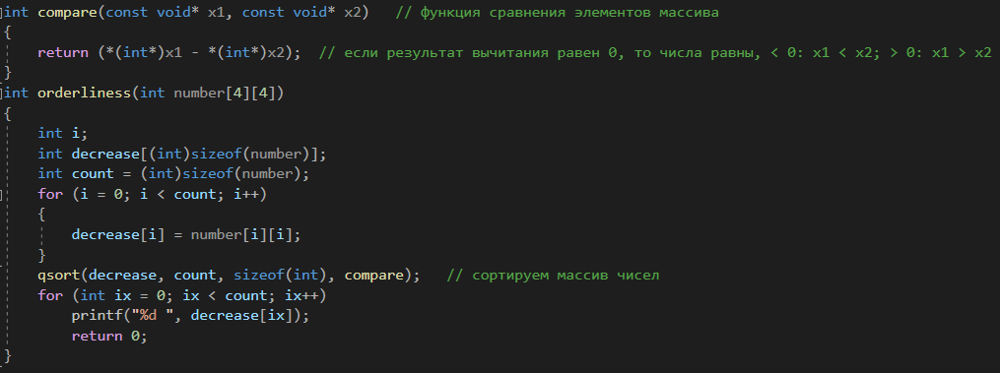 int compare(const void* x1, const void* x2)   // функция сравнения элементов массива
{
    return (*(int*)x1 - *(int*)x2);  // если результат вычитания равен 0, то числа равны, < 0: x1 < x2; > 0: x1 > x2
}
int orderliness(int number[4][4])
{
    int i;
    int decrease[(int)sizeof(number)];
    int count = (int)sizeof(number);
    for (i = 0; i < count; i++)
    {
        decrease[i] = number[i][i];
    }
    qsort(decrease, count, sizeof(int), compare);   // сортируем массив чисел
    for (int ix = 0; ix < count; ix++)
        printf("%d ", decrease[ix]);
        return 0;
}